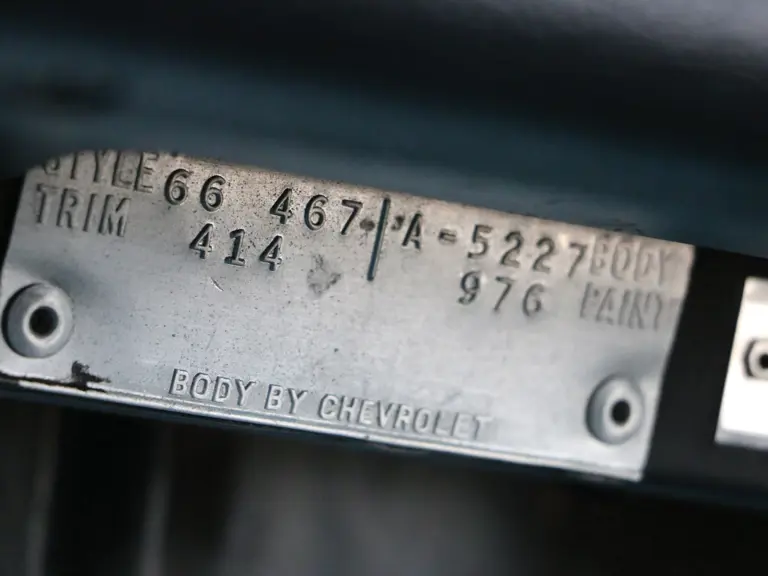 STYLE 66 467 A-5227 BODY
TRIM 414 976 PAINT
BODY BY CHEVROLET